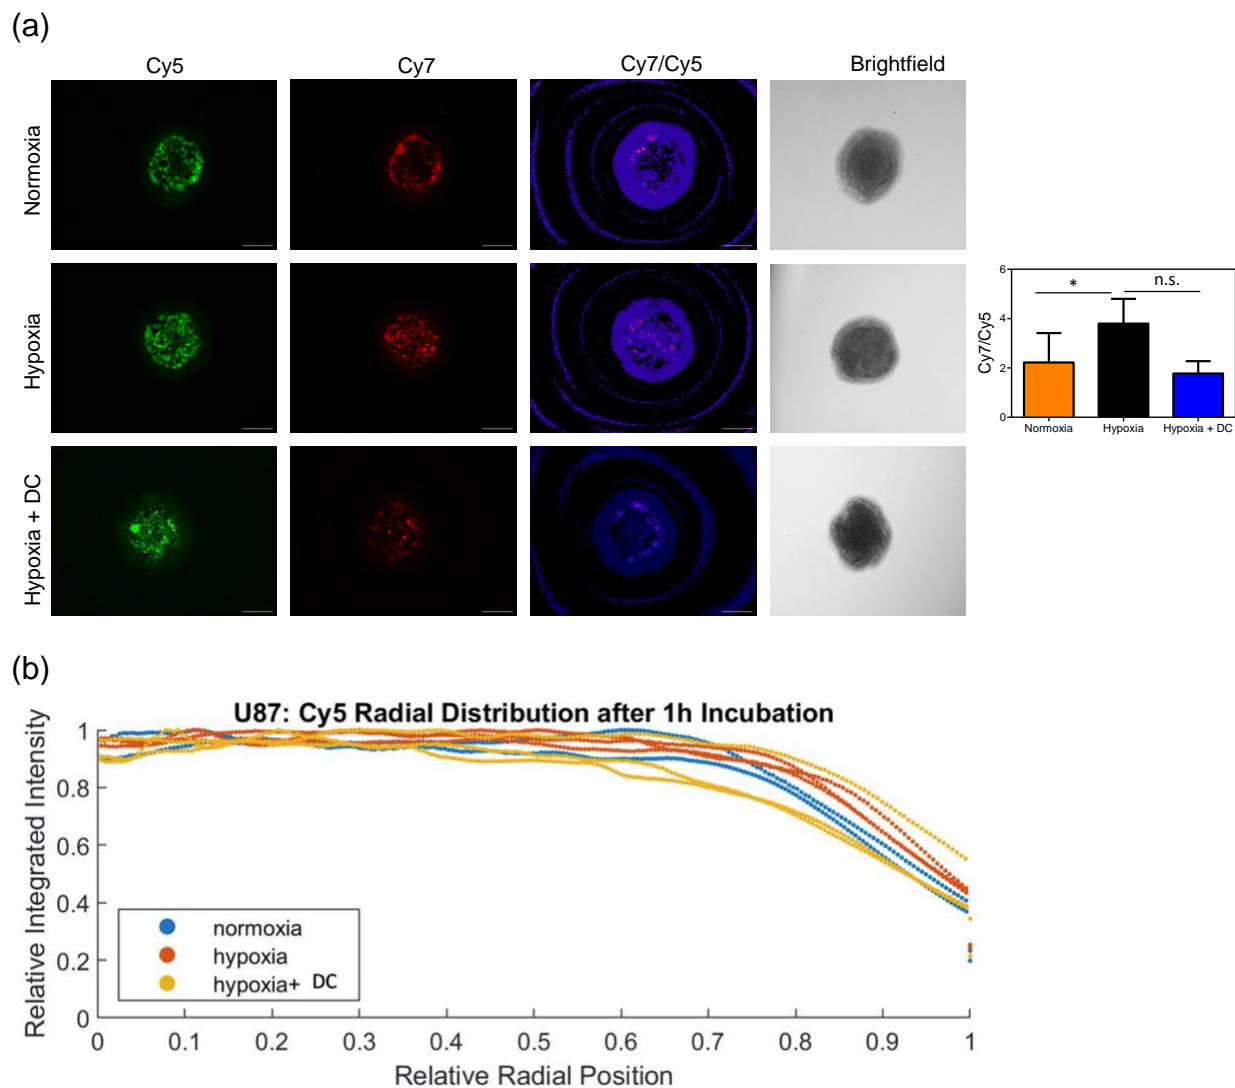 (a)
Cy5 Cy7 Cy7/Cy5 Brightfield
Normoxia
Hypoxia
Hypoxia + DC
6
4
2
0
Cy7/Cy5
* n.s.
Normoxia Hypoxia Hypoxia + DC
(b)
U87: Cy5 Radial Distribution after 1h Incubation
Relative Integrated Intensity
1
0.8
0.6
0.4
0.2
0
normoxia
hypoxia
hypoxia+ DC
0 0.1 0.2 0.3 0.4 0.5 0.6 0.7 0.8 0.9 1
Relative Radial Position